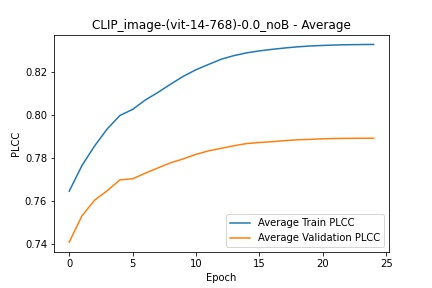 CLIP_image-(vit-14-768)-0.0_noB - Average
PLCC
0.82
0.80
0.78
0.76
0.74
Average Train PLCC
Average Validation PLCC
0
5
10
15
20
25
Epoch